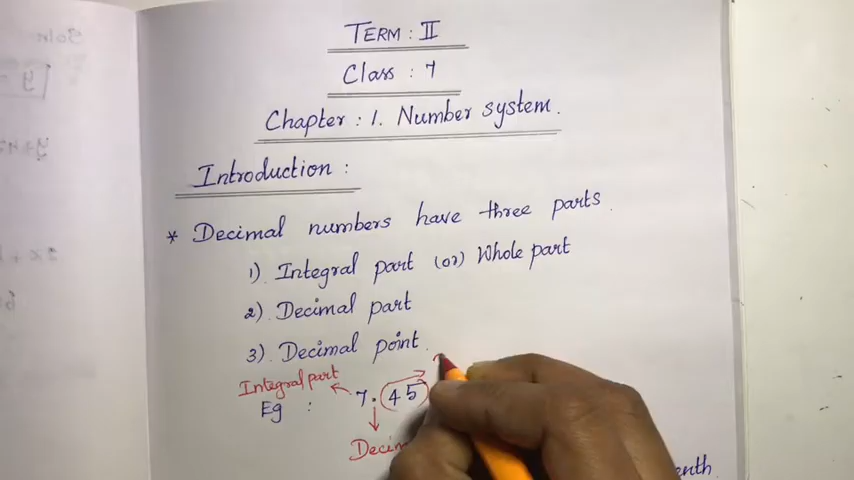 TERM : II
Class : 7
Chapter : 1. Number system.
Introduction :
* Decimal numbers have three parts.
1) Integral part (or) Whole part
2) Decimal part
3) Decimal point.
Integral part
Eg : 7.45